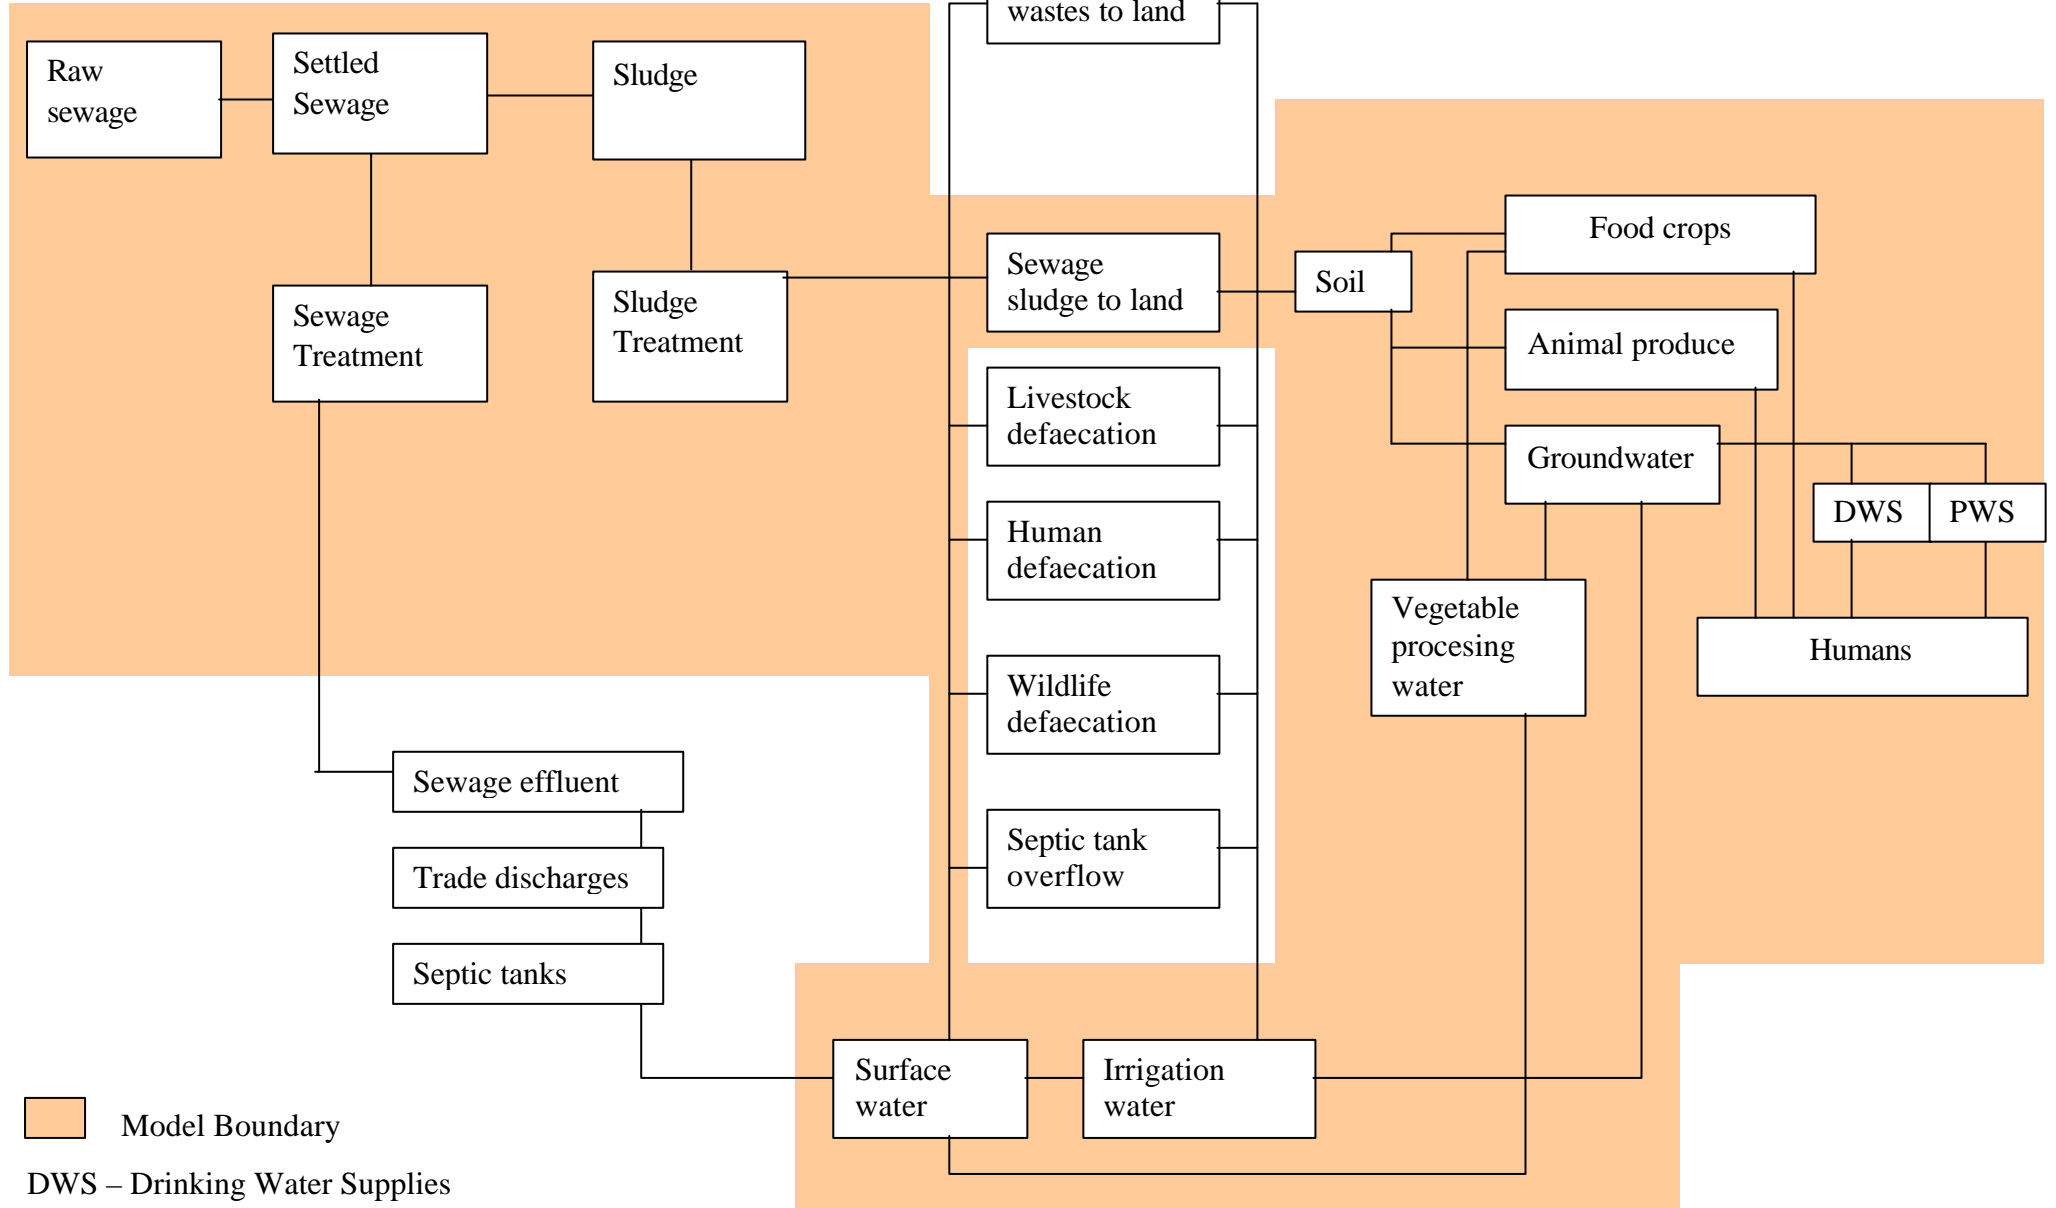 wastes to land
Raw
sewage
Settled
Sewage
Sludge
Sewage
Treatment
Sludge
Treatment
Sewage
sludge to land
Soil
Food crops
Animal produce
Groundwater
DWS
PWS
Livestock
defaecation
Human
defaecation
Wildlife
defaecation
Septic tank
overflow
Vegetable
procesing
water
Humans
Sewage effluent
Trade discharges
Septic tanks
Surface
water
Irrigation
water
Model Boundary
DWS – Drinking Water Supplies